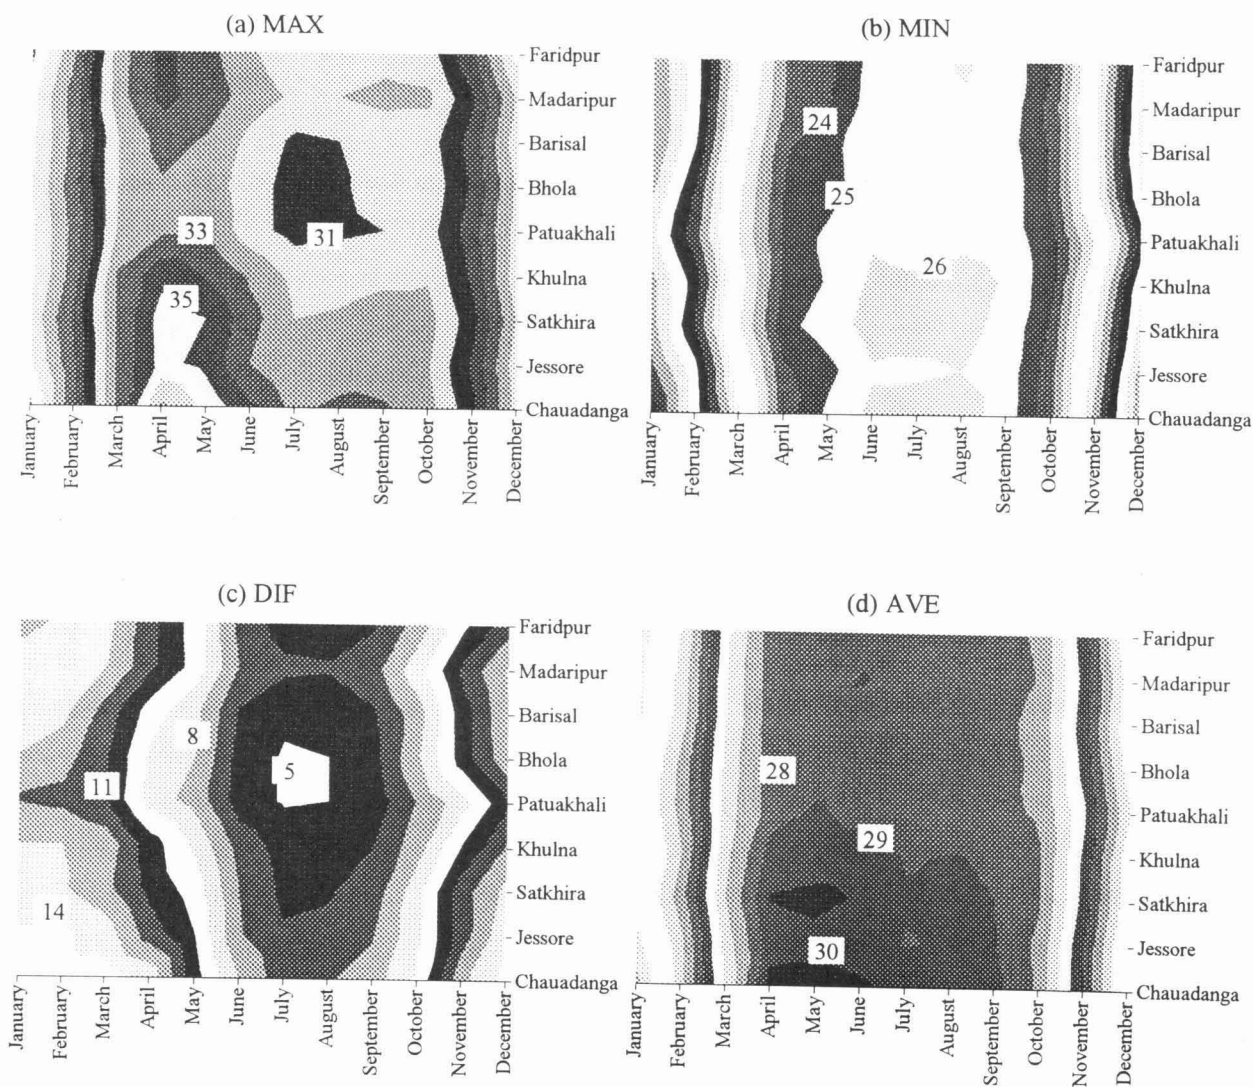 (a) MAX
Faridpur
Madaripur
Barisal
Bhola
Patuakhali
Khulna
Satkhira
Jessore
Chauadanga
33
31
35
January
February
March
April
May
June
July
August
September
October
November
December
(b) MIN
Faridpur
Madaripur
Barisal
Bhola
Patuakhali
Khulna
Satkhira
Jessore
Chauadanga
24
25
26
January
February
March
April
May
June
July
August
September
October
November
December
(c) DIF
Faridpur
Madaripur
Barisal
Bhola
Patuakhali
Khulna
Satkhira
Jessore
Chauadanga
8
5
11
14
January
February
March
April
May
June
July
August
September
October
November
December
(d) AVE
Faridpur
Madaripur
Barisal
Bhola
Patuakhali
Khulna
Satkhira
Jessore
Chauadanga
28
29
30
January
February
March
April
May
June
July
August
September
October
November
December